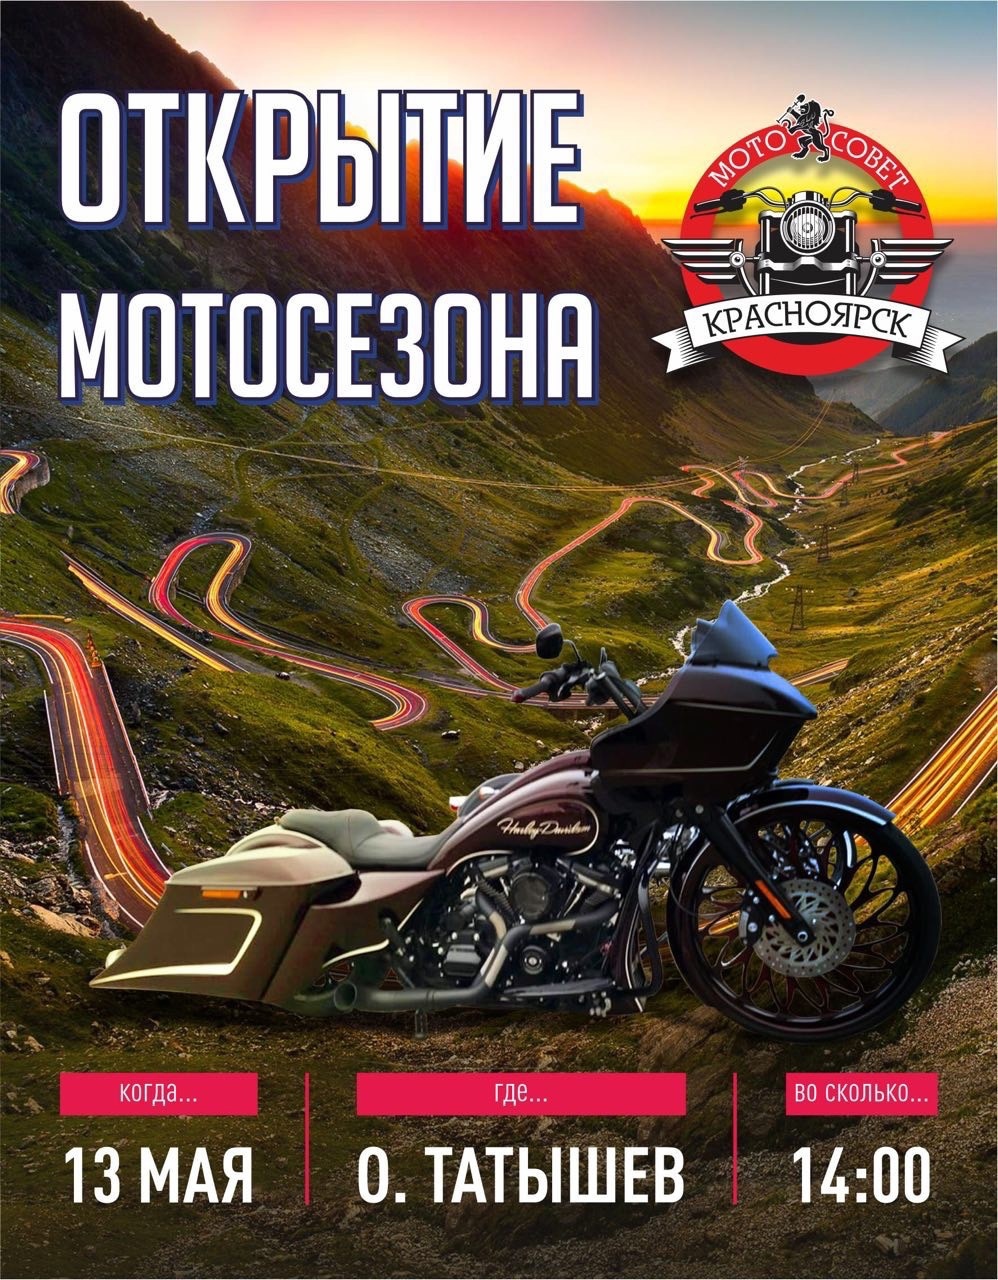 ОТКРЫТИЕ
МОТОСЕЗОНА
МОТО СОВЕТ
КРАСНОЯРСК
Harley-Davidson
когда...
13 МАЯ
где...
О. ТАТЫШЕВ
во сколько...
14:00